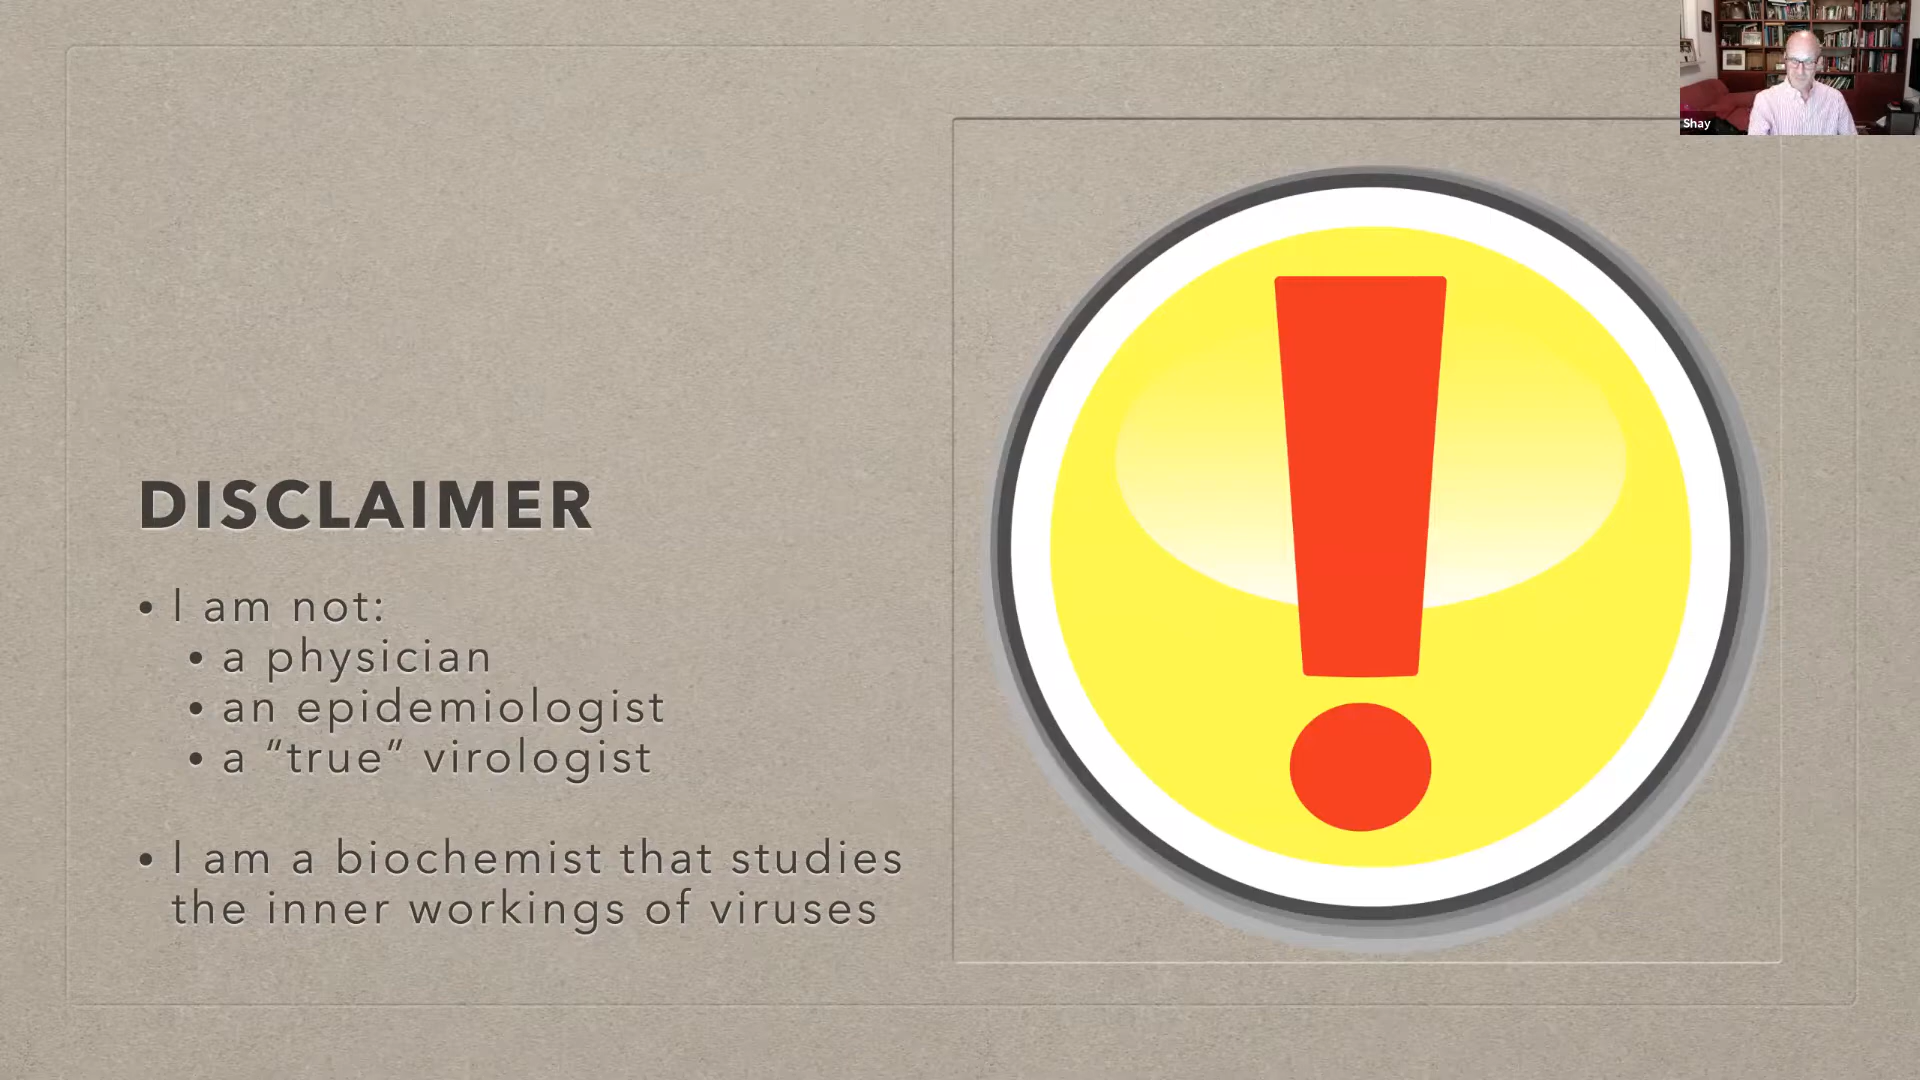 Shay
DISCLAIMER
• I am not:
• a physician
• an epidemiologist
• a “true” virologist
• I am a biochemist that studies
the inner workings of viruses